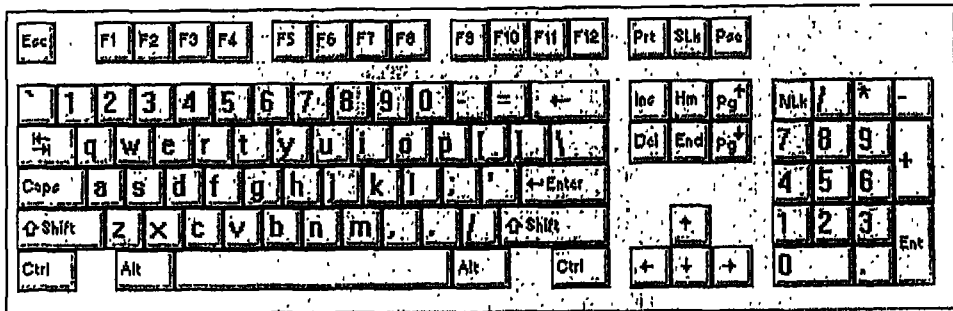 Esc F1 F2 F3 F4 F5 F6 F7 F8 F9 F10 F11 F12 Prt SLk Pse
` 1 2 3 4 5 6 7 8 9 0 - = ← Ins Hm Pg↑ NLk / * -
q w e r t y u i o p [ ] \ Del End Pg↓ 7 8 9 +
Caps a s d f g h j k l ; ' ↵Enter 4 5 6
⇧Shift z x c v b n m , . / ⇧Shift ↑ 1 2 3 Ent
Ctrl Alt Alt Ctrl ← ↓ → 0 .